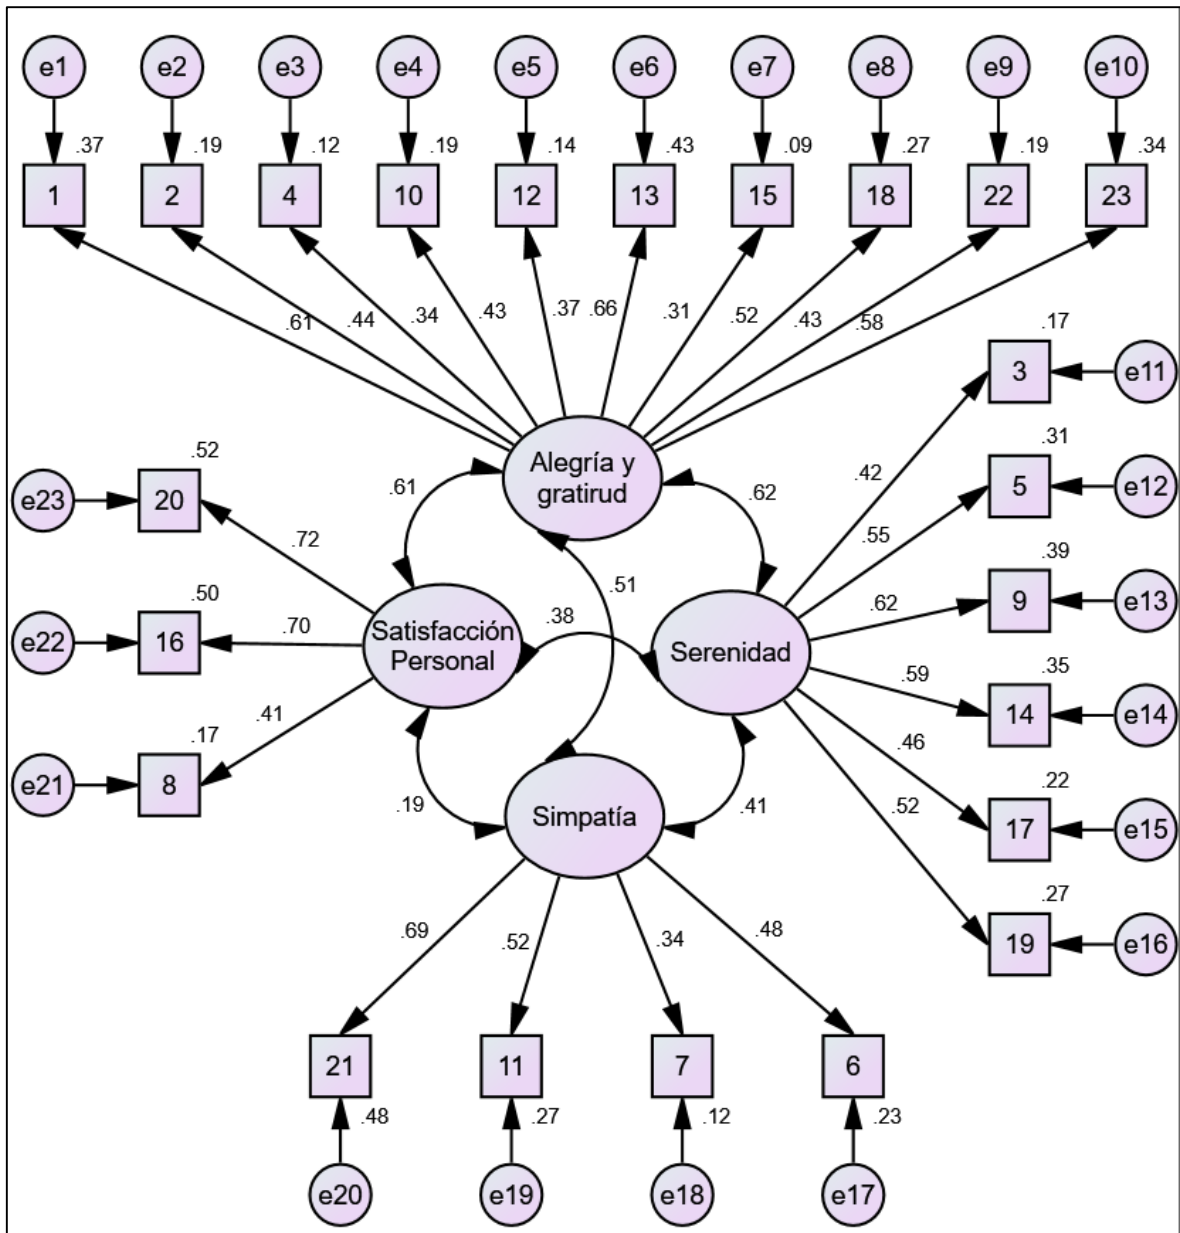 e1 e2 e3 e4 e5 e6 e7 e8 e9 e10
.37 .19 .12 .19 .14 .43 .09 .27 .19 .34
1 2 4 10 12 13 15 18 22 23
.61 .44 .34 .43 .37 .66 .31 .52 .43 .58
.17
3 e11
Alegría y
gratirud
.42
.31
5 e12
.55
.52
e23 20
.72
.61
.62
.51
.39
9 e13
.62
.50
e22 16
.70
Satisfacción
Personal
.38
Serenidad
.59
.35
14 e14
.46
.41
.17
e21 8
.19
Simpatía
.41
.52
.22
17 e15
.27
19 e16
.69 .52 .34 .48
21 11 7 6
.48 .27 .12 .23
e20 e19 e18 e17